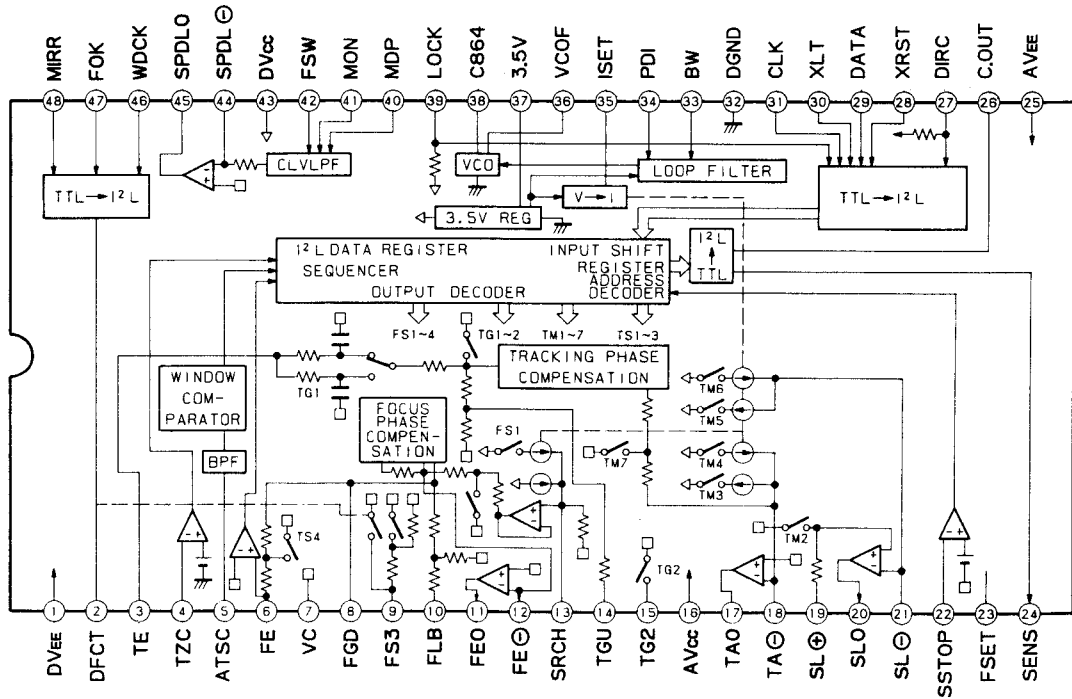 MIRR FOK WDCK SPDLO SPDL⊖ DVcc FSW MON MDP LOCK C864 3.5V VCOF ISET PDI BW DGND CLK XLT DATA XRST DIRC C.OUT AVEE
48 47 46 45 44 43 42 41 40 39 38 37 36 35 34 33 32 31 30 29 28 27 26 25
CLVLPF
VCO
LOOP FILTER
TTL→I²L
V→I
TTL→I²L
3.5V REG
I²L DATA REGISTER
SEQUENCER
OUTPUT DECODER
INPUT SHIFT
REGISTER
ADDRESS
DECODER
I²L
↑
TTL
FS1~4 TG1~2 TM1~7 TS1~3
TRACKING PHASE
COMPENSATION
WINDOW
COM-
PARATOR
TG1
FOCUS
PHASE
COMPEN-
SATION
TM6
TM5
FS1
TM7
TM4
TM3
BPF
TS4
TM2
TG2
1 2 3 4 5 6 7 8 9 10 11 12 13 14 15 16 17 18 19 20 21 22 23 24
DVEE DFCT TE TZC ATSC FE VC FGD FS3 FLB FEO FE⊖ SRCH TGU TG2 AVcc TAO TA⊖ SL⊕ SLO SL⊖ SSTOP FSET SENS